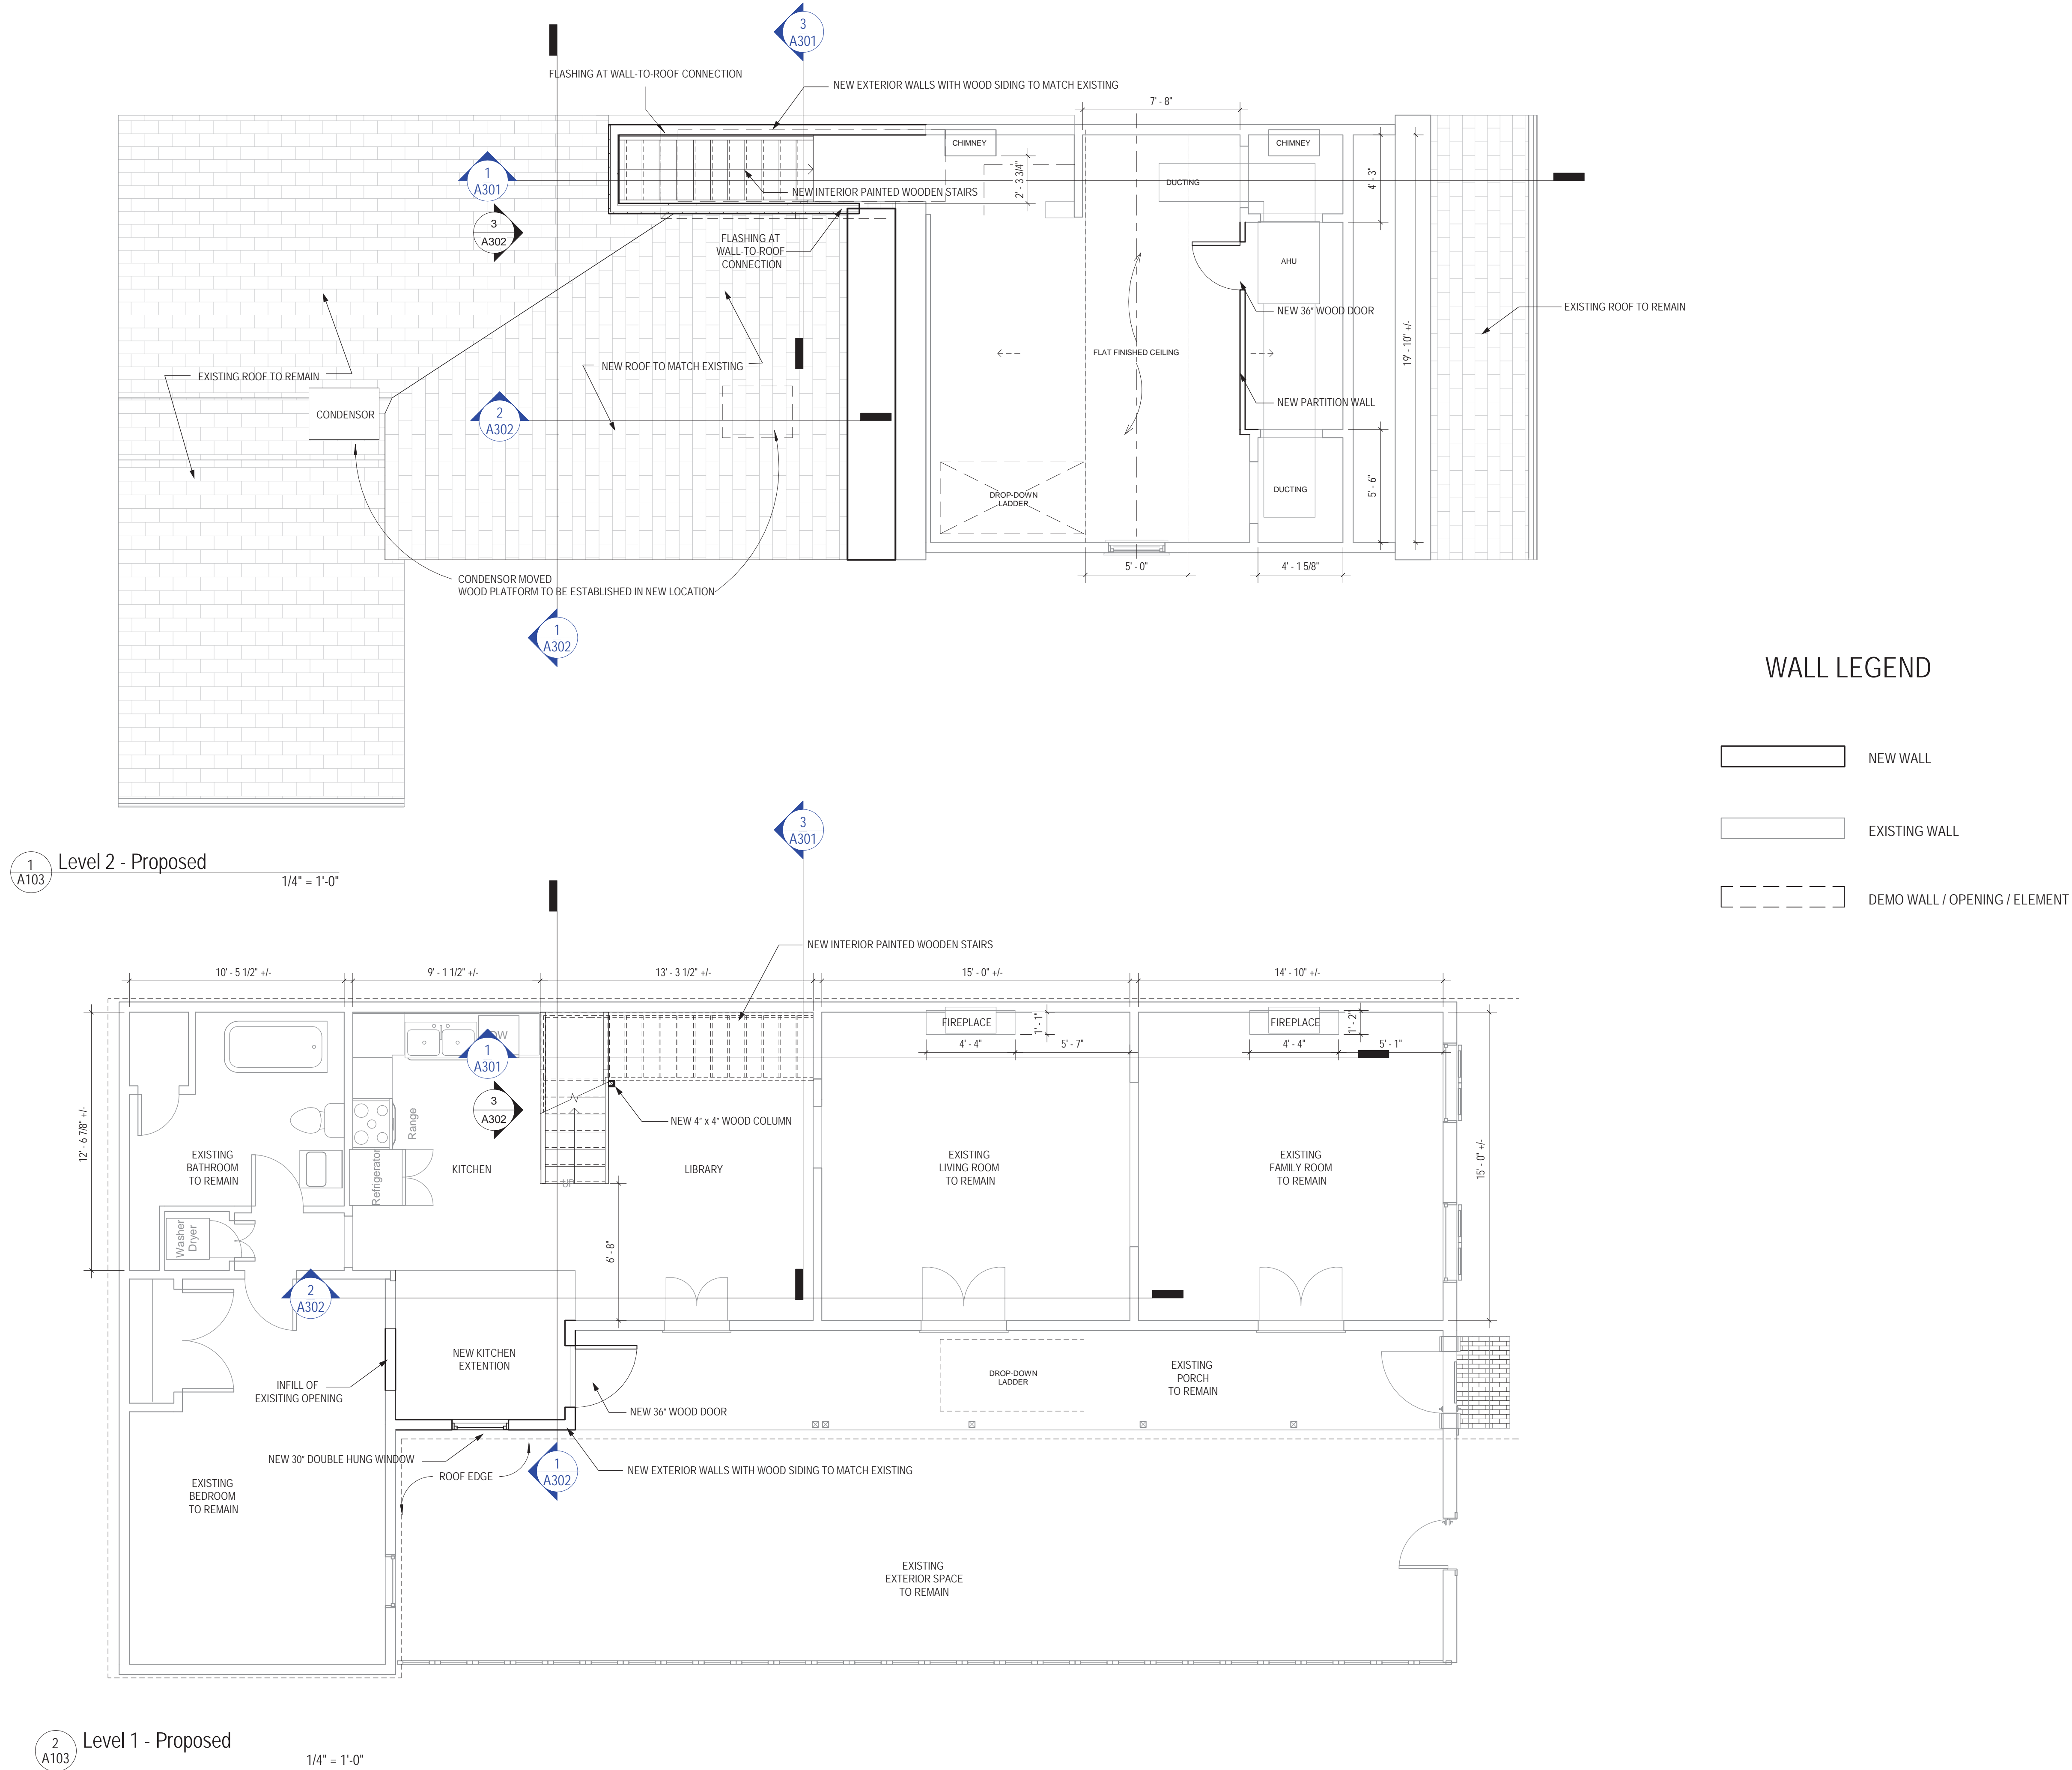 3
A301
FLASHING AT WALL-TO-ROOF CONNECTION
NEW EXTERIOR WALLS WITH WOOD SIDING TO MATCH EXISTING
7' - 8"
CHIMNEY
CHIMNEY
1
A301
2' - 3 3/4"
4' - 3"
DUCTING
NEW INTERIOR PAINTED WOODEN STAIRS
3
A302
FLASHING AT
WALL-TO-ROOF
CONNECTION
AHU
NEW 36" WOOD DOOR
EXISTING ROOF TO REMAIN
19' - 10" +/-
FLAT FINISHED CEILING
NEW ROOF TO MATCH EXISTING
EXISTING ROOF TO REMAIN
CONDENSOR
2
A302
NEW PARTITION WALL
5' - 6"
DROP-DOWN
LADDER
DUCTING
5' - 0"
4' - 1 5/8"
CONDENSOR MOVED
WOOD PLATFORM TO BE ESTABLISHED IN NEW LOCATION
1
A302
WALL LEGEND
NEW WALL
EXISTING WALL
DEMO WALL / OPENING / ELEMENT
1
A103
Level 2 - Proposed
1/4" = 1'-0"
3
A301
NEW INTERIOR PAINTED WOODEN STAIRS
10' - 5 1/2" +/-
9' - 1 1/2" +/-
13' - 3 1/2" +/-
15' - 0" +/-
14' - 10" +/-
DW
FIREPLACE
1' - 1"
FIREPLACE
1' - 2"
4' - 4"
5' - 7"
4' - 4"
5' - 1"
1
A301
3
A302
12' - 6 7/8" +/-
Range
NEW 4" x 4" WOOD COLUMN
EXISTING
BATHROOM
TO REMAIN
Refrigerator
KITCHEN
UP
LIBRARY
EXISTING
LIVING ROOM
TO REMAIN
EXISTING
FAMILY ROOM
TO REMAIN
15' - 0" +/-
Washer
Dryer
6' - 8"
2
A302
NEW KITCHEN
EXTENTION
INFILL OF
EXISITING OPENING
DROP-DOWN
LADDER
EXISTING
PORCH
TO REMAIN
NEW 36" WOOD DOOR
NEW 30" DOUBLE HUNG WINDOW
ROOF EDGE
1
A302
NEW EXTERIOR WALLS WITH WOOD SIDING TO MATCH EXISTING
EXISTING
BEDROOM
TO REMAIN
EXISTING
EXTERIOR SPACE
TO REMAIN
2
A103
Level 1 - Proposed
1/4" = 1'-0"